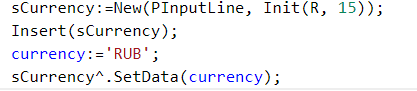 sCurrency:=New(PInputLine, Init(R, 15));
Insert(sCurrency);
currency:='RUB';
sCurrency^.SetData(currency);